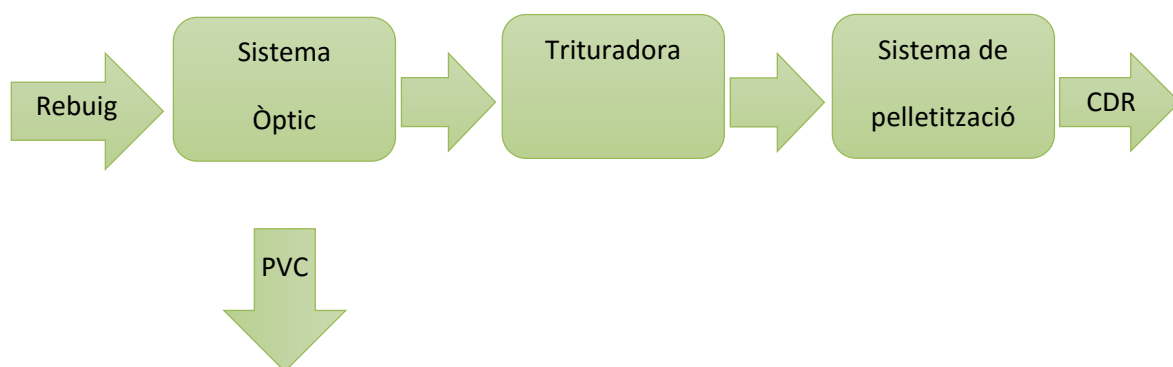 Rebuig
Sistema
Òptic
Trituradora
Sistema de
pelletització
CDR
PVC